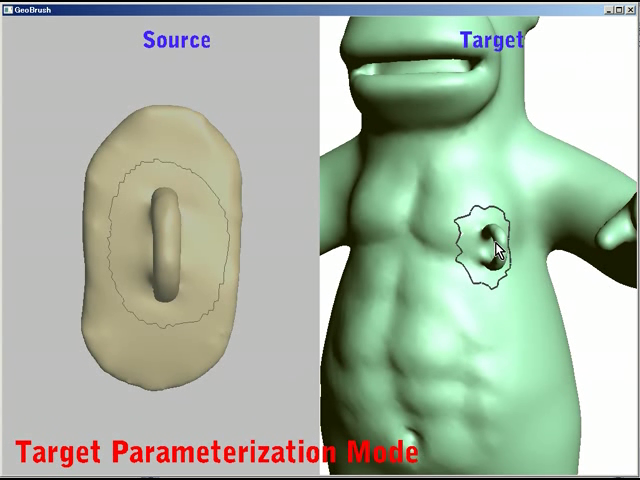 GeoBrush
Source
Target
Target Parameterization Mode